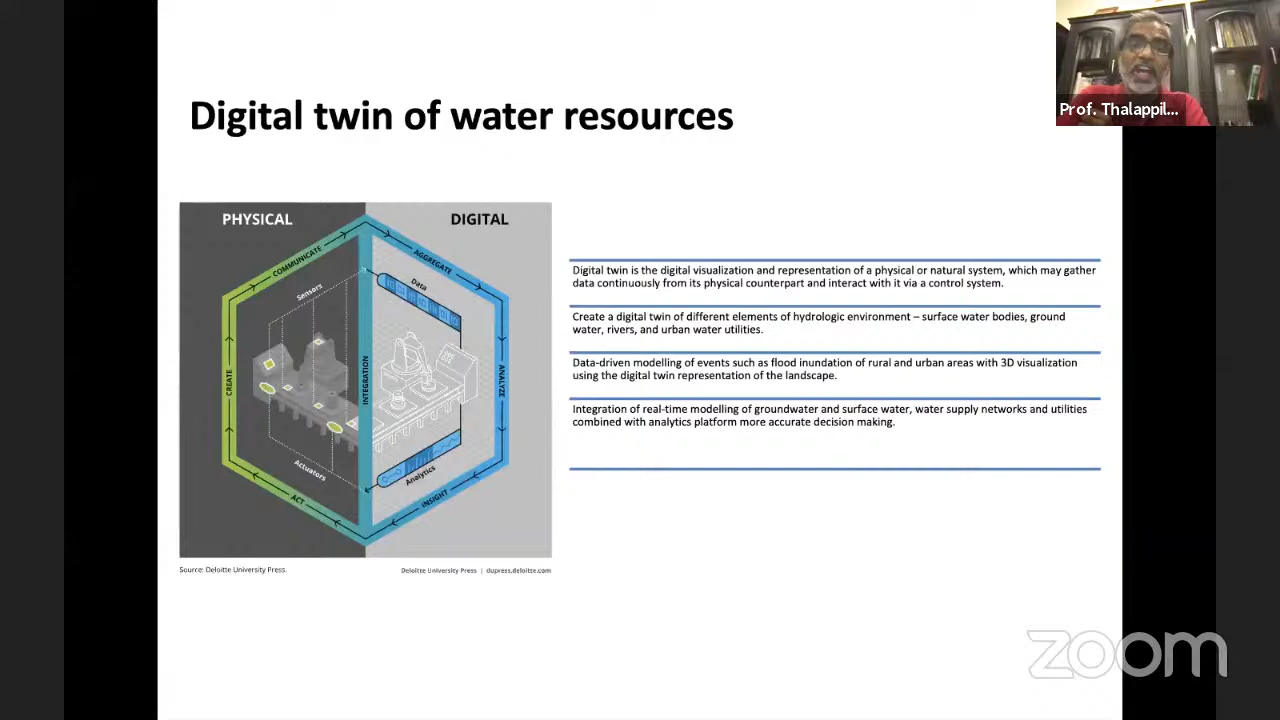 Prof. Thalappil...
Digital twin of water resources
PHYSICAL
DIGITAL
COMMUNICATE
AGGREGATE
Sensors
Data
CREATE
INTEGRATION
ANALYZE
Actuators
Analytics
ACT
INSIGHT
Source: Deloitte University Press.
Deloitte University Press | dupress.deloitte.com
Digital twin is the digital visualization and representation of a physical or natural system, which may gather
data continuously from its physical counterpart and interact with it via a control system.
Create a digital twin of different elements of hydrologic environment – surface water bodies, ground
water, rivers, and urban water utilities.
Data-driven modelling of events such as flood inundation of rural and urban areas with 3D visualization
using the digital twin representation of the landscape.
Integration of real-time modelling of groundwater and surface water, water supply networks and utilities
combined with analytics platform more accurate decision making.
zoom